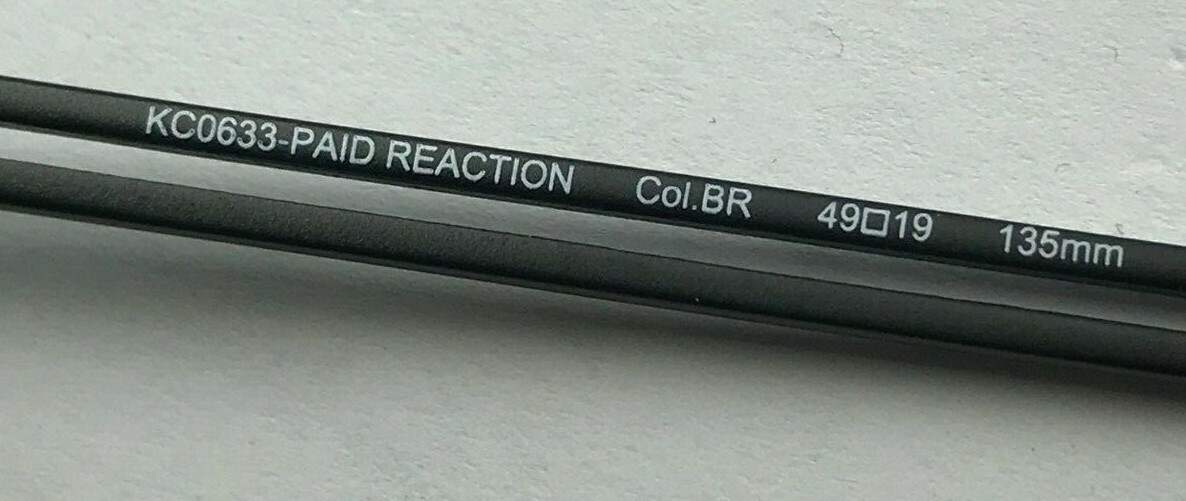 KC0633-PAID REACTION Col.BR 49□19 135mm